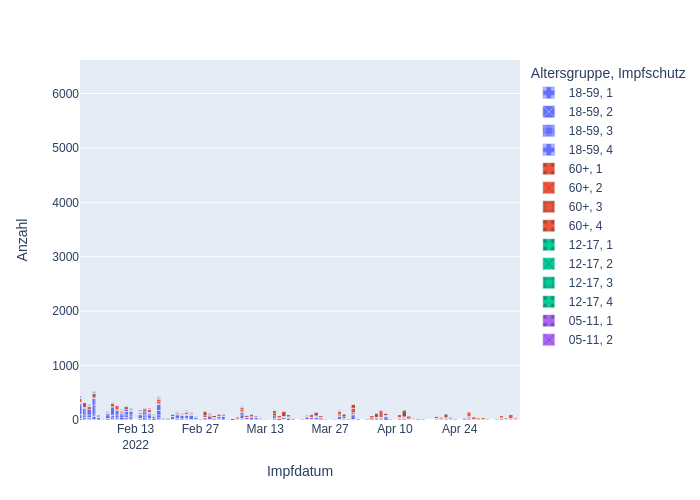 Anzahl
6000
5000
4000
3000
2000
1000
0
Feb 13
2022
Feb 27
Mar 13
Mar 27
Apr 10
Apr 24
Impfdatum
Altersgruppe, Impfschutz
18-59, 1
18-59, 2
18-59, 3
18-59, 4
60+, 1
60+, 2
60+, 3
60+, 4
12-17, 1
12-17, 2
12-17, 3
12-17, 4
05-11, 1
05-11, 2